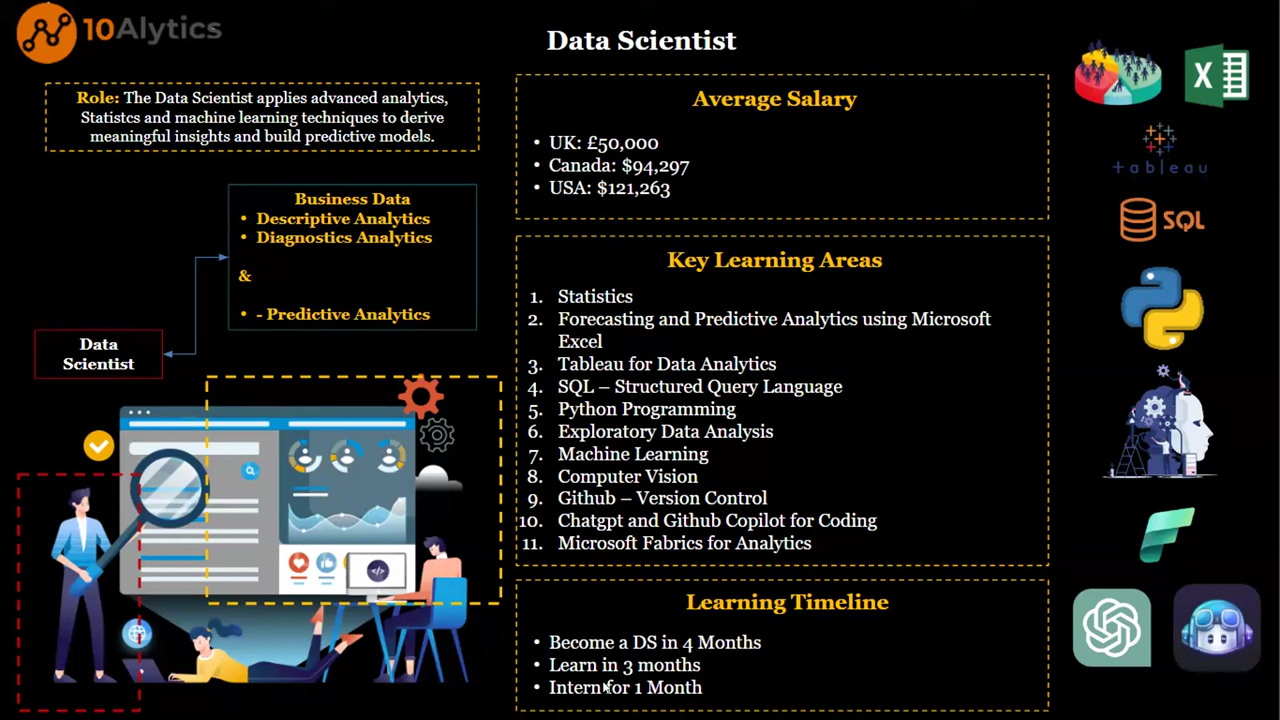 10Alytics
Data Scientist
Role: The Data Scientist applies advanced analytics,
Statistcs and machine learning techniques to derive
meaningful insights and build predictive models.
Business Data
• Descriptive Analytics
• Diagnostics Analytics
&
• - Predictive Analytics
Data
Scientist
Average Salary
• UK: £50,000
• Canada: $94,297
• USA: $121,263
Key Learning Areas
1. Statistics
2. Forecasting and Predictive Analytics using Microsoft
Excel
3. Tableau for Data Analytics
4. SQL – Structured Query Language
5. Python Programming
6. Exploratory Data Analysis
7. Machine Learning
8. Computer Vision
9. Github – Version Control
10. Chatgpt and Github Copilot for Coding
11. Microsoft Fabrics for Analytics
Learning Timeline
• Become a DS in 4 Months
• Learn in 3 months
• Intern for 1 Month
X
tableau
SQL